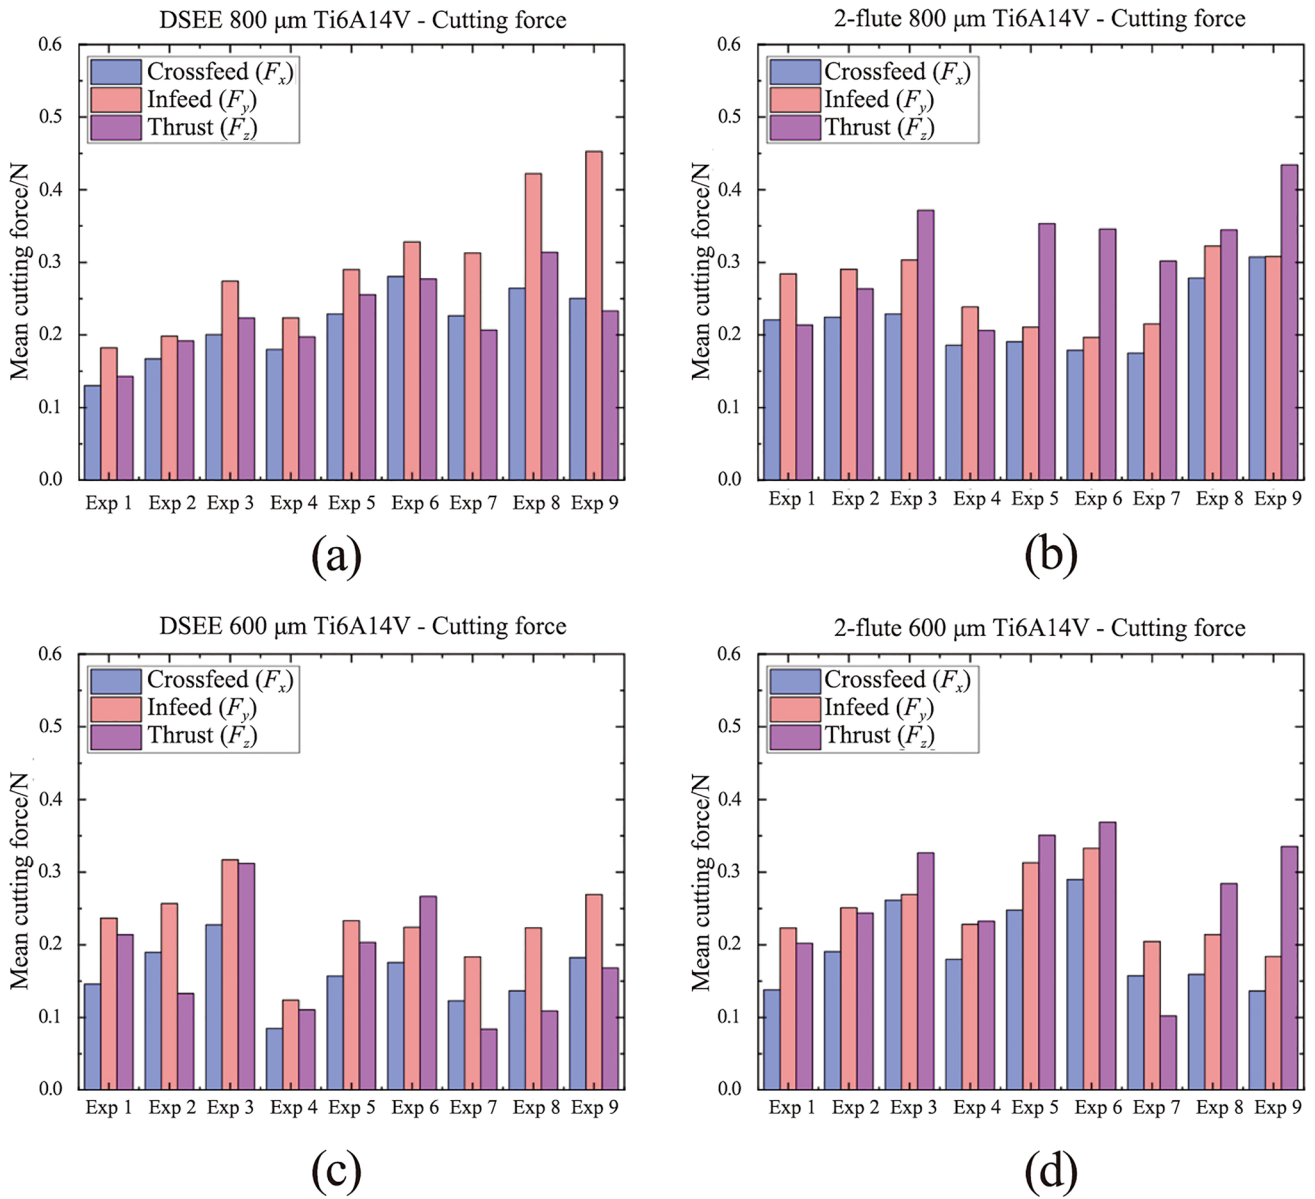 DSEE 800 μm Ti6A14V - Cutting force
Mean cutting force/N
0.6
0.5
0.4
0.3
0.2
0.1
0.0
Crossfeed (Fx)
Infeed (Fy)
Thrust (Fz)
Exp 1 Exp 2 Exp 3 Exp 4 Exp 5 Exp 6 Exp 7 Exp 8 Exp 9
(a)
2-flute 800 μm Ti6A14V - Cutting force
Mean cutting force/N
0.6
0.5
0.4
0.3
0.2
0.1
0.0
Crossfeed (Fx)
Infeed (Fy)
Thrust (Fz)
Exp 1 Exp 2 Exp 3 Exp 4 Exp 5 Exp 6 Exp 7 Exp 8 Exp 9
(b)
DSEE 600 μm Ti6A14V - Cutting force
Mean cutting force/N
0.6
0.5
0.4
0.3
0.2
0.1
0.0
Crossfeed (Fx)
Infeed (Fy)
Thrust (Fz)
Exp 1 Exp 2 Exp 3 Exp 4 Exp 5 Exp 6 Exp 7 Exp 8 Exp 9
(c)
2-flute 600 μm Ti6A14V - Cutting force
Mean cutting force/N
0.6
0.5
0.4
0.3
0.2
0.1
0.0
Crossfeed (Fx)
Infeed (Fy)
Thrust (Fz)
Exp 1 Exp 2 Exp 3 Exp 4 Exp 5 Exp 6 Exp 7 Exp 8 Exp 9
(d)